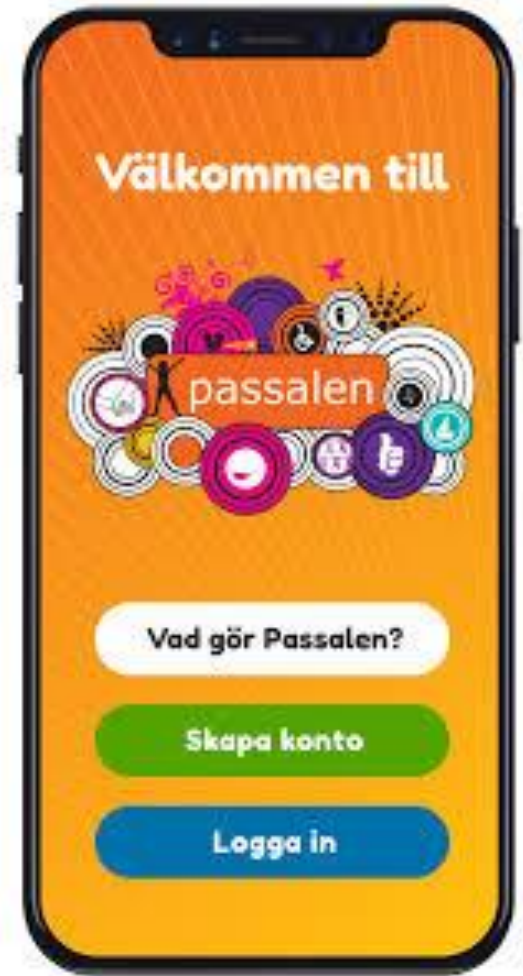 Välkommen till
passalen
Vad gör Passalen?
Skapa konto
Logga in